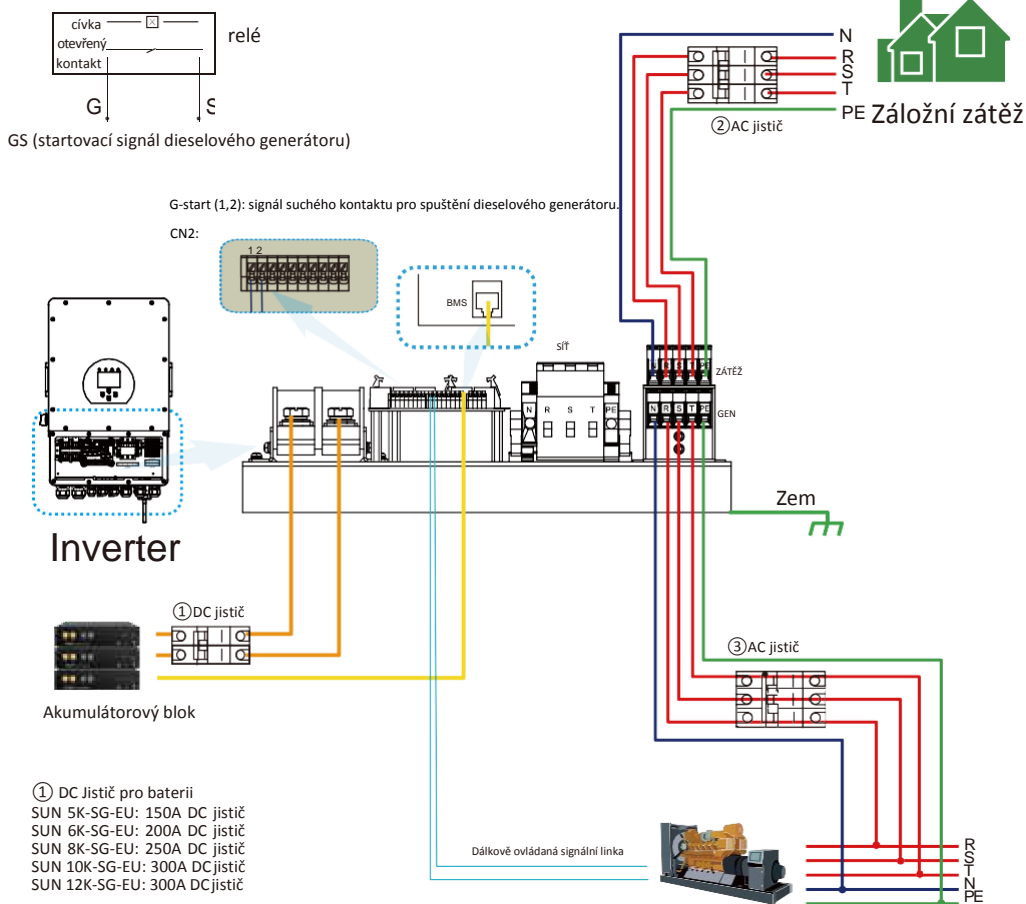 cívka
relé
otevřený
kontakt
G
S
GS (startovací signál dieselového generátoru)
N
R
S
T
PE
Záložní zátěž
②AC jistič
G-start (1,2): signál suchého kontaktu pro spuštění dieselového generátoru.
CN2:
1 2
BMS
SÍŤ
N R S T PE
N R S T PE
ZÁTĚŽ
N R S T PE
GEN
Zem
Inverter
①DC jistič
③AC jistič
Akumulátorový blok
① DC Jistič pro baterii
SUN 5K-SG-EU: 150A DC jistič
SUN 6K-SG-EU: 200A DC jistič
SUN 8K-SG-EU: 250A DC jistič
SUN 10K-SG-EU: 300A DC jistič
SUN 12K-SG-EU: 300A DC jistič
Dálkově ovládaná signální linka
R
S
T
N
PE